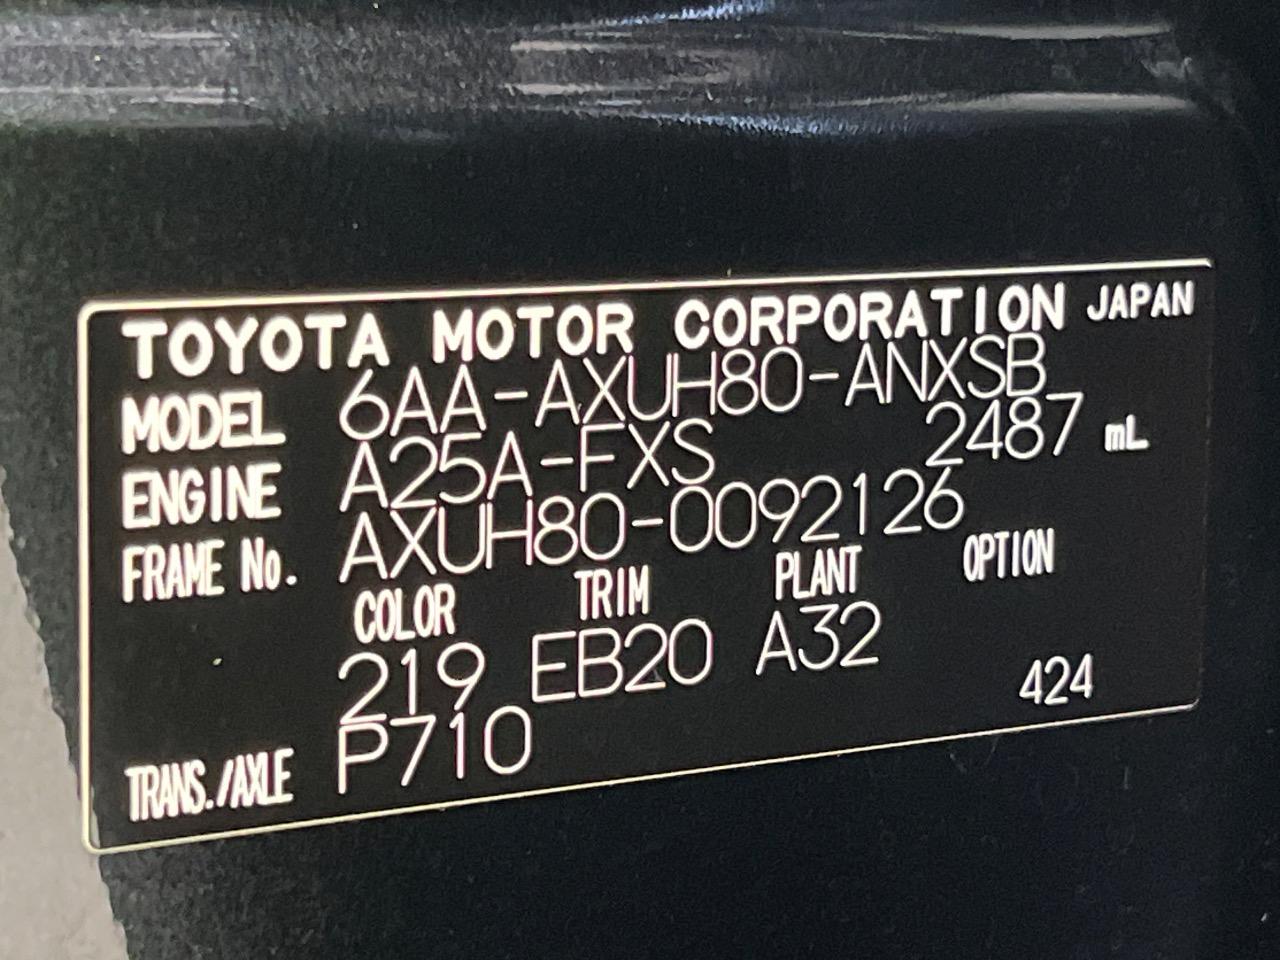 TOYOTA MOTOR CORPORATION JAPAN
MODEL 6AA-AXUH80-ANXSB
ENGINE A25A-FXS 2487 mL
FRAME No. AXUH80-0092126
COLOR TRIM PLANT OPTION
219 EB20 A32
TRANS./AXLE P710 424